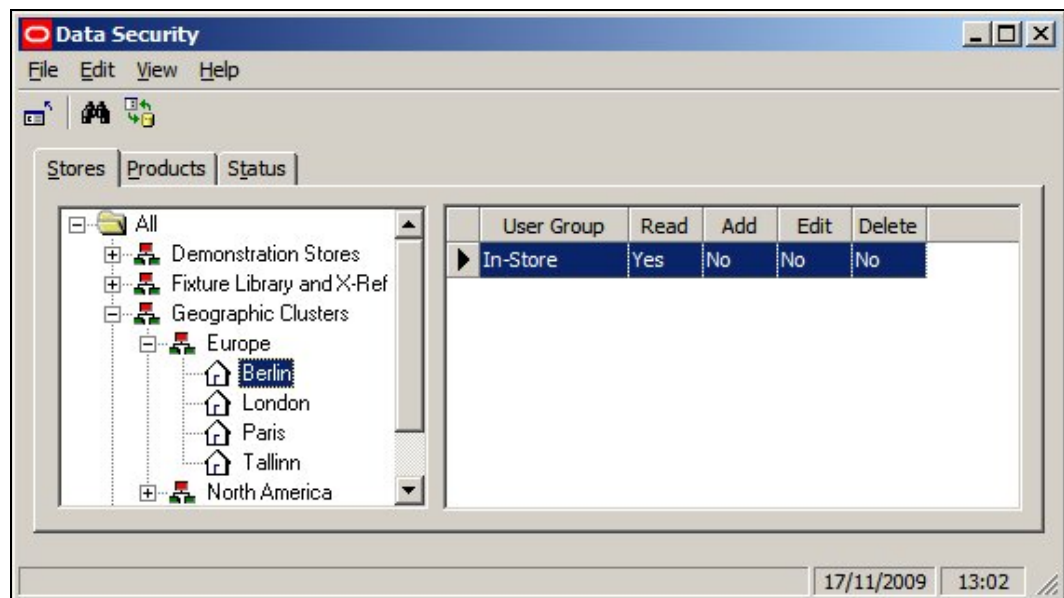 Data Security
File Edit View Help
Stores Products Status
All
Demonstration Stores
Fixture Library and X-Ref
Geographic Clusters
Europe
Berlin
London
Paris
Tallinn
North America
User Group Read Add Edit Delete
In-Store Yes No No No
17/11/2009 13:02